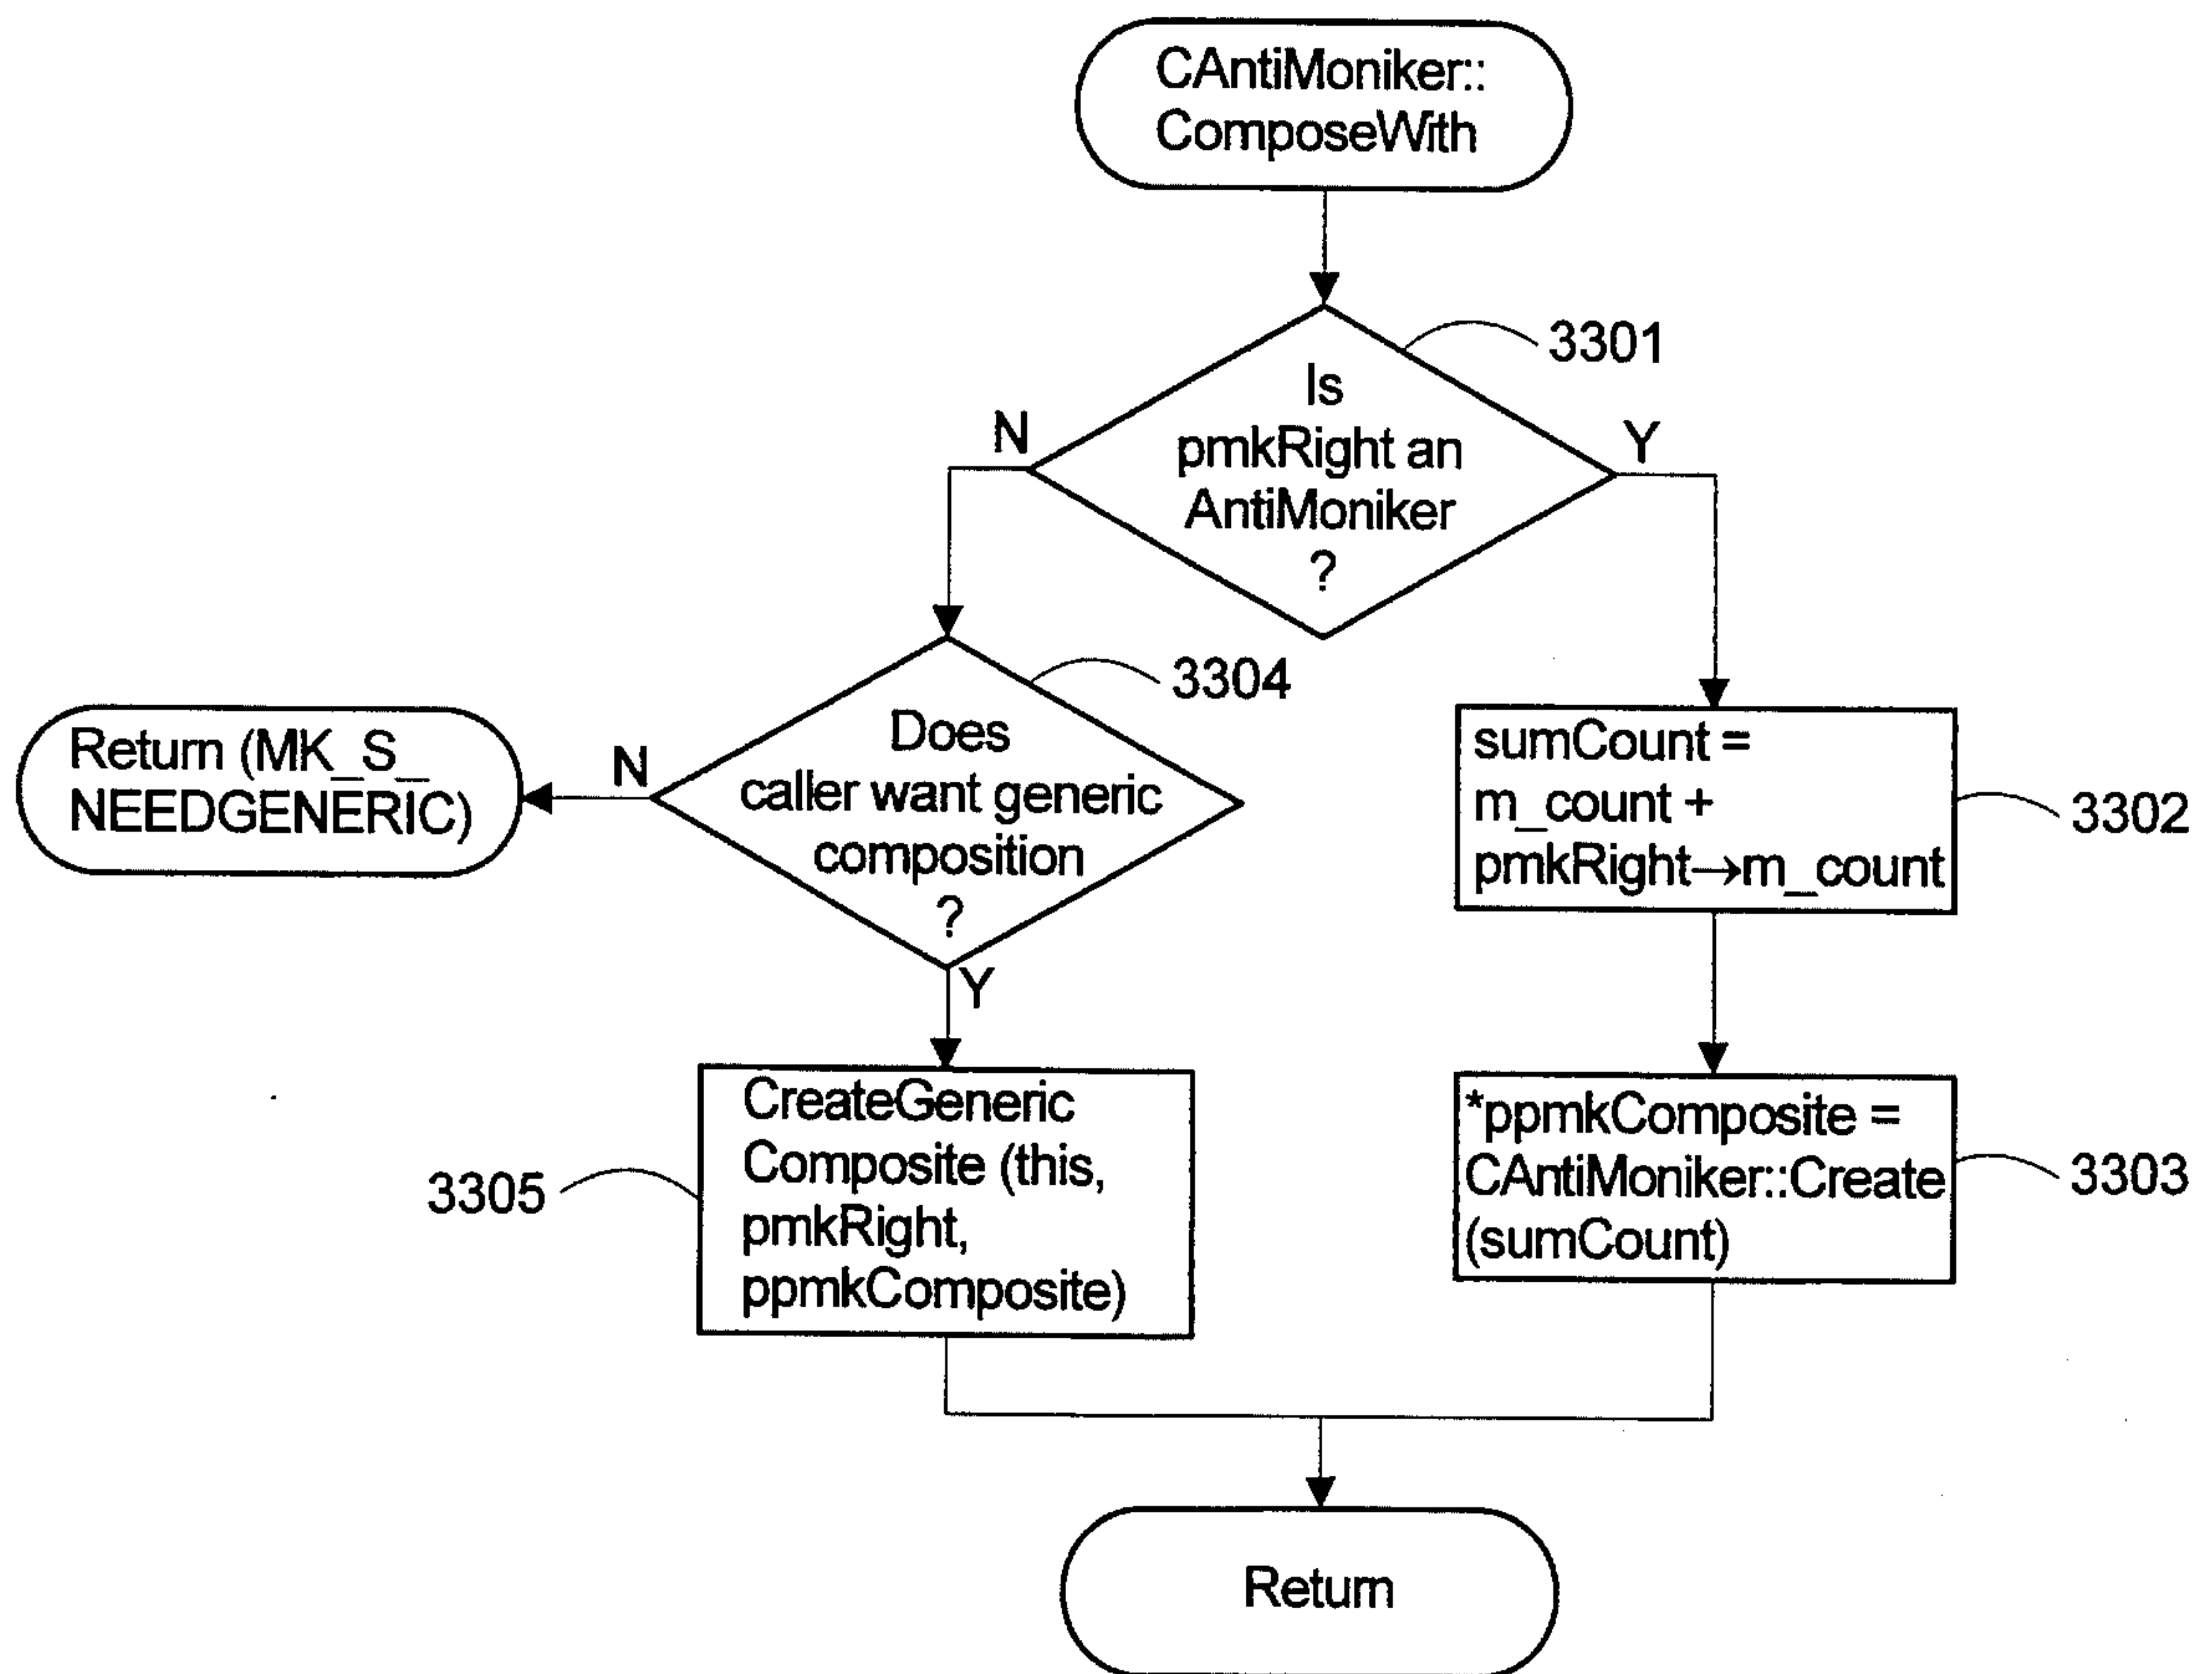 CAntiMoniker::
ComposeWith
3301
Is
pmkRight an
AntiMoniker
?
N
Y
3304
Does
caller want generic
composition
?
N
Y
Return (MK_S_
NEEDGENERIC)
sumCount =
m_count +
pmkRight→m_count
3302
CreateGeneric
Composite (this,
pmkRight,
ppmkComposite)
3305
*ppmkComposite =
CAntiMoniker::Create
(sumCount)
3303
Return